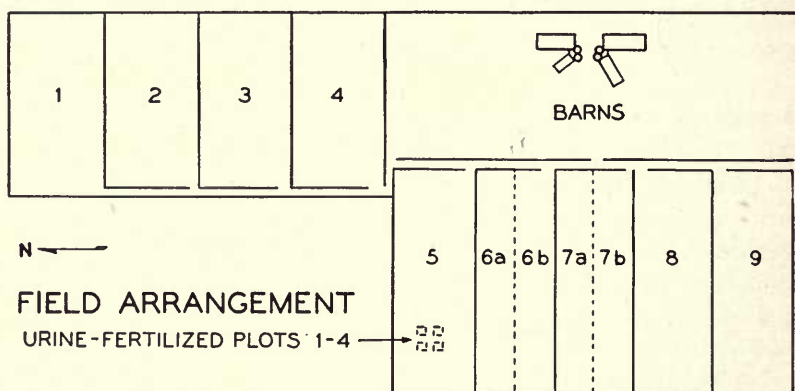 1 2 3 4
BARNS
5 6a 6b 7a 7b 8 9
N
FIELD ARRANGEMENT
URINE-FERTILIZED PLOTS 1-4